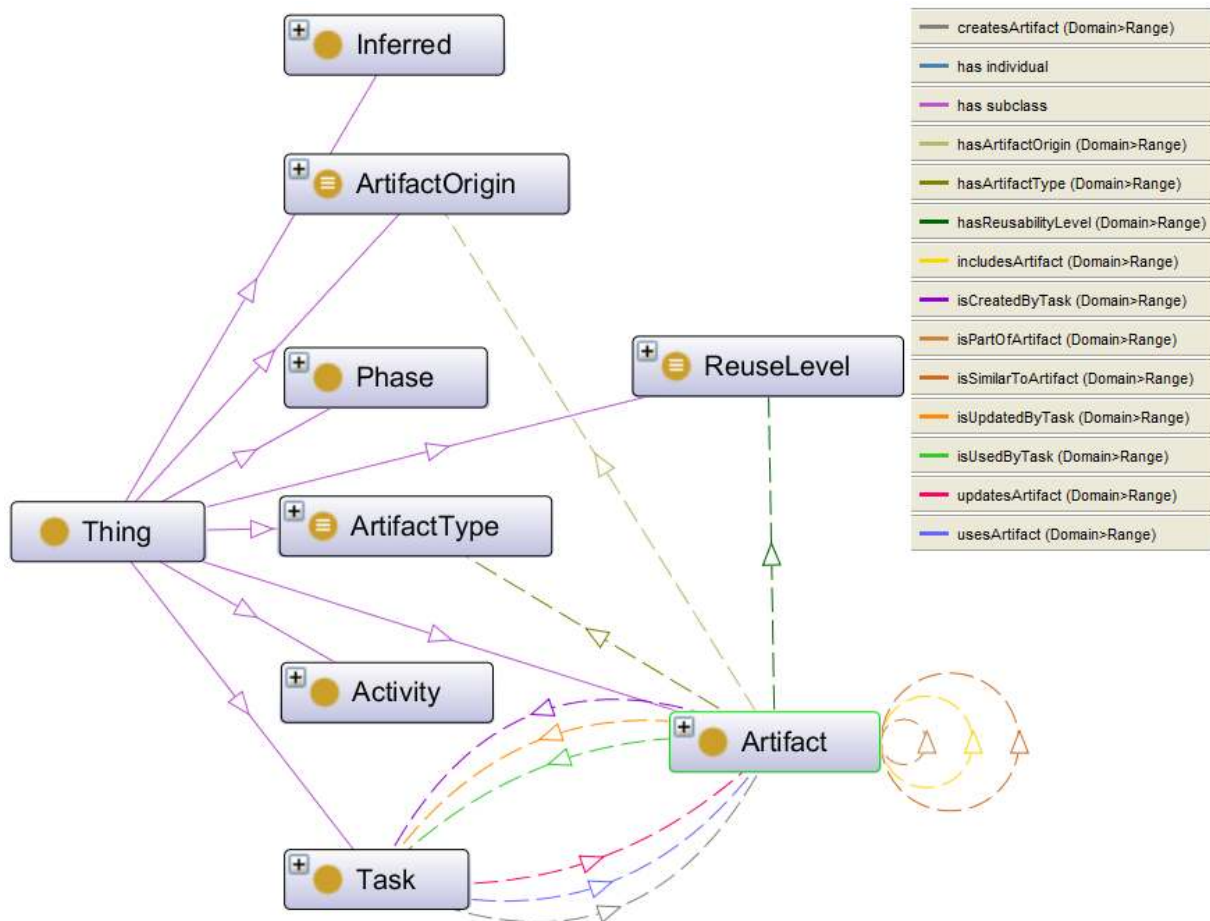 Inferred
ArtifactOrigin
Phase
ReuseLevel
Thing
ArtifactType
Activity
Artifact
Task
createsArtifact (Domain>Range)
has individual
has subclass
hasArtifactOrigin (Domain>Range)
hasArtifactType (Domain>Range)
hasReusabilityLevel (Domain>Range)
includesArtifact (Domain>Range)
isCreatedByTask (Domain>Range)
isPartOfArtifact (Domain>Range)
isSimilarToArtifact (Domain>Range)
isUpdatedByTask (Domain>Range)
isUsedByTask (Domain>Range)
updatesArtifact (Domain>Range)
usesArtifact (Domain>Range)